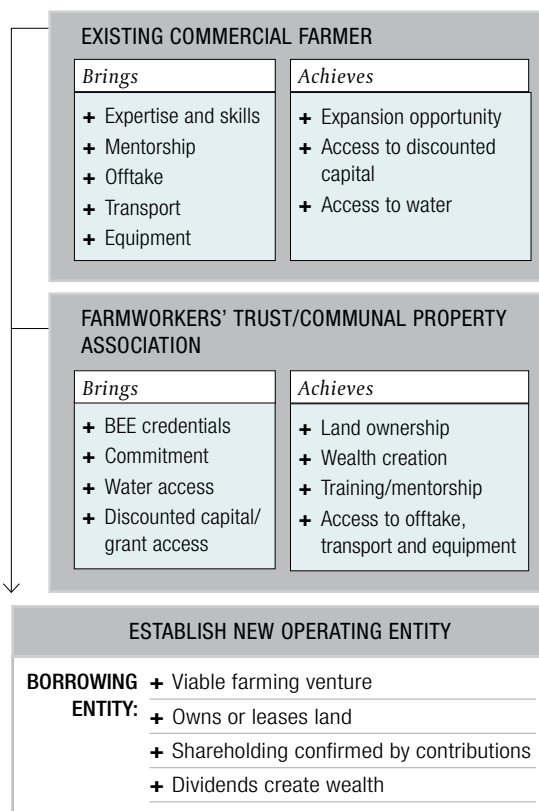 EXISTING COMMERCIAL FARMER
Brings
+ Expertise and skills
+ Mentorship
+ Offtake
+ Transport
+ Equipment
Achieves
+ Expansion opportunity
+ Access to discounted
capital
+ Access to water
FARMWORKERS’ TRUST/COMMUNAL PROPERTY
ASSOCIATION
Brings
+ BEE credentials
+ Commitment
+ Water access
+ Discounted capital/
grant access
Achieves
+ Land ownership
+ Wealth creation
+ Training/mentorship
+ Access to offtake,
transport and equipment
ESTABLISH NEW OPERATING ENTITY
BORROWING
ENTITY:
+ Viable farming venture
+ Owns or leases land
+ Shareholding confirmed by contributions
+ Dividends create wealth